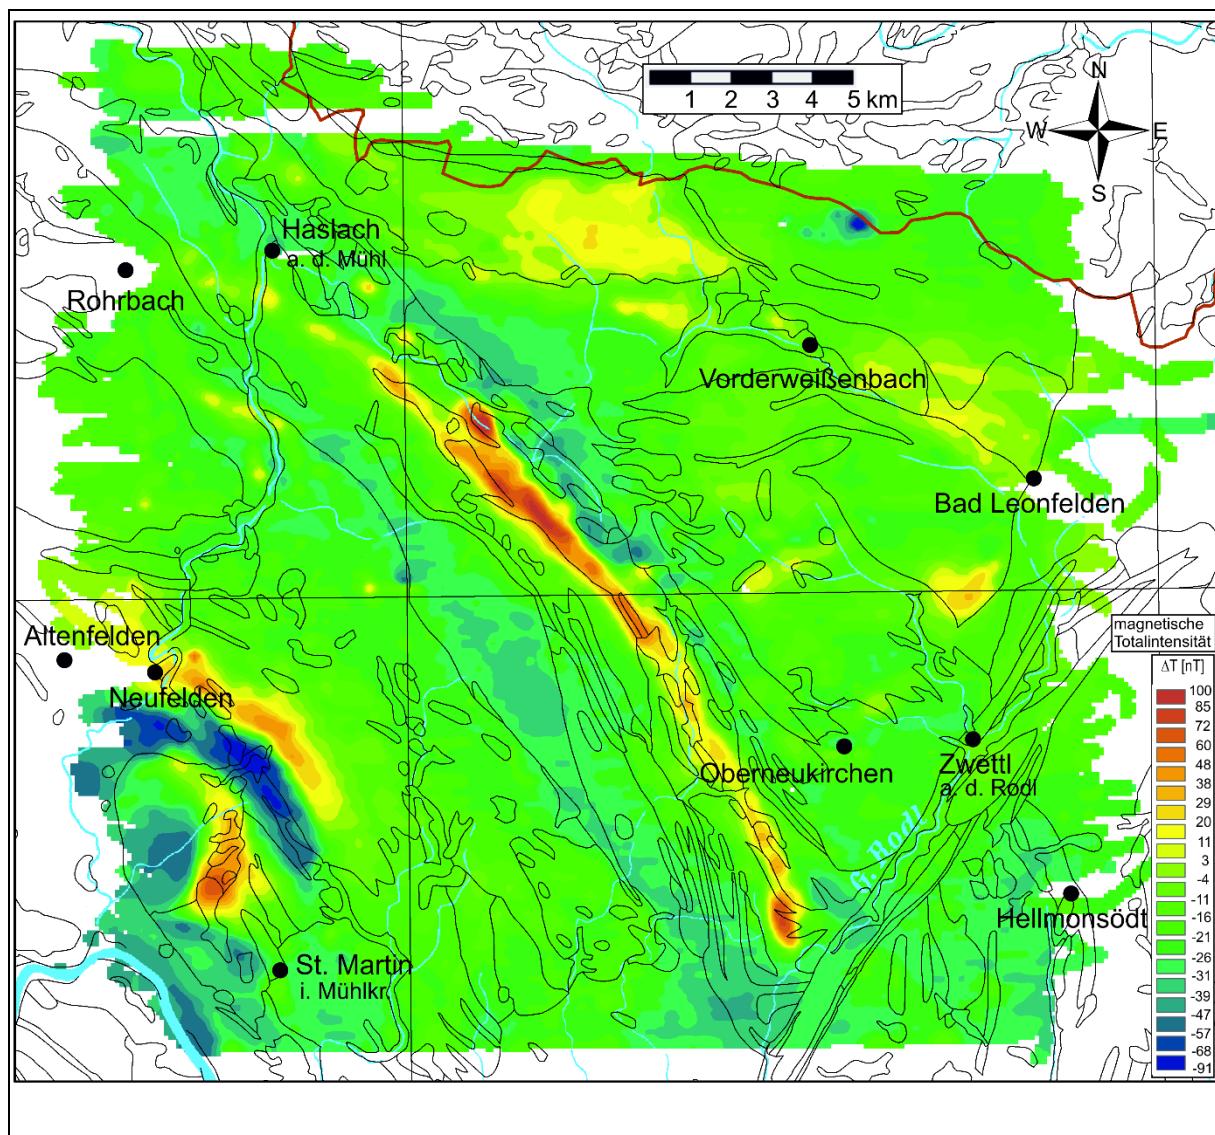 1 2 3 4 5 km
N
W E
S
Haslach
a. d. Mühl
Rohrbach
Vorderweißenbach
Bad Leonfelden
Altenfelden
Neufelden
Oberneukirchen
Zwettl
a. d. Rodl
G. Rodl
Hellmonsödt
St. Martin
i. Mühlkr.
magnetische
Totalintensität
ΔT [nT]
100
85
72
60
48
38
29
20
11
3
-4
-11
-16
-21
-26
-31
-39
-47
-57
-68
-91